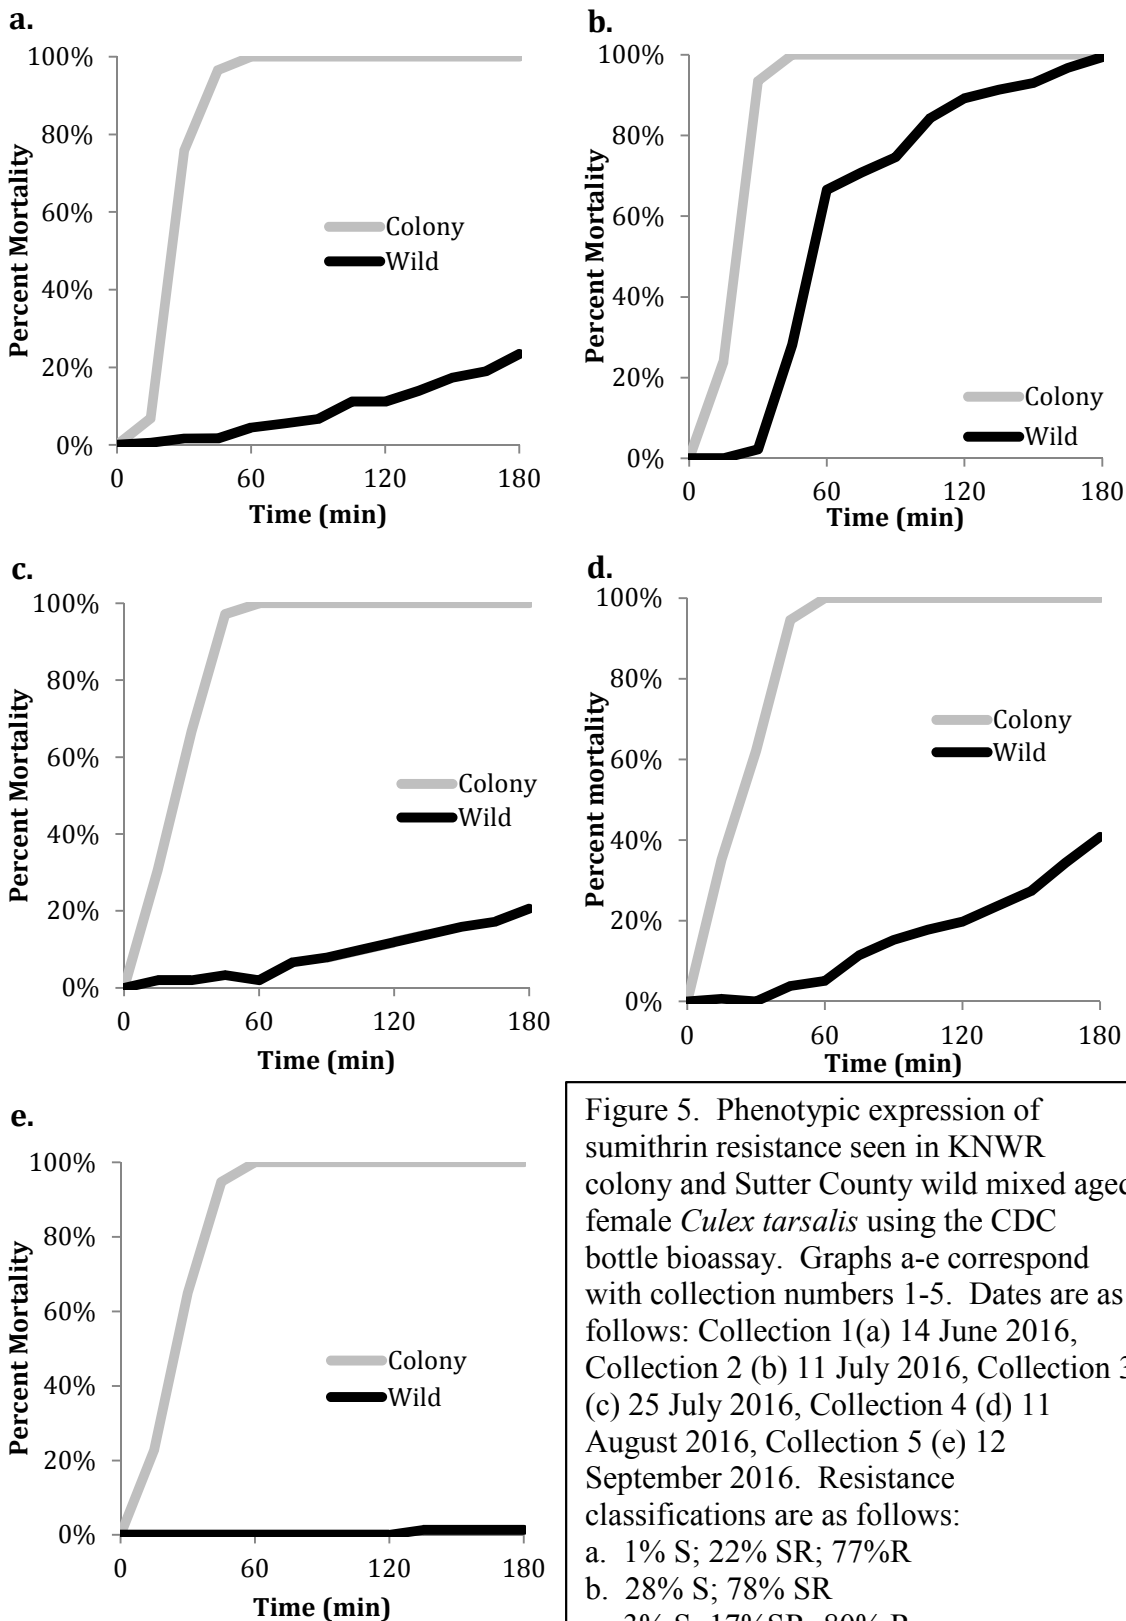 a.
100%
80%
60%
40%
20%
0%
0
60
120
180
Percent Mortality
Time (min)
Colony
Wild
b.
100%
80%
60%
40%
20%
0%
0
60
120
180
Percent Mortality
Time (min)
Colony
Wild
c.
100%
80%
60%
40%
20%
0%
0
60
120
180
Percent Mortality
Time (min)
Colony
Wild
d.
100%
80%
60%
40%
20%
0%
0
60
120
180
Percent mortality
Time (min)
Colony
Wild
e.
100%
80%
60%
40%
20%
0%
0
60
120
180
Percent Mortality
Time (min)
Colony
Wild
Figure 5. Phenotypic expression of
sumithrin resistance seen in KNWR
colony and Sutter County wild mixed aged
female Culex tarsalis using the CDC
bottle bioassay. Graphs a-e correspond
with collection numbers 1-5. Dates are as
follows: Collection 1(a) 14 June 2016,
Collection 2 (b) 11 July 2016, Collection 3
(c) 25 July 2016, Collection 4 (d) 11
August 2016, Collection 5 (e) 12
September 2016. Resistance
classifications are as follows:
a. 1% S; 22% SR; 77%R
b. 28% S; 78% SR
3% S; 17%SR; 80% R